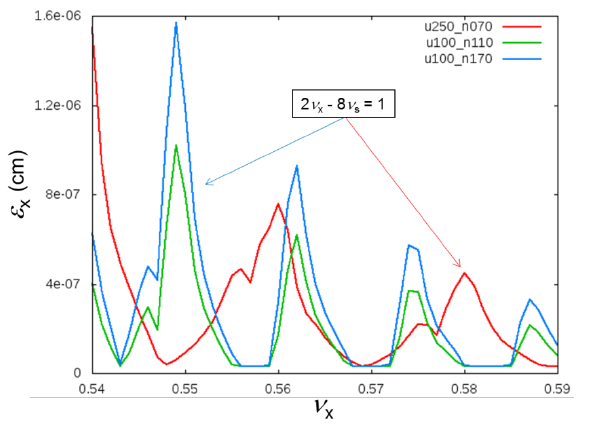 1.6e-06
u250_n070
u100_n110
u100_n170
1.2e-06
2νx - 8νs = 1
εx (cm)
8e-07
4e-07
0
0.54 0.55 0.56 0.57 0.58 0.59
νx